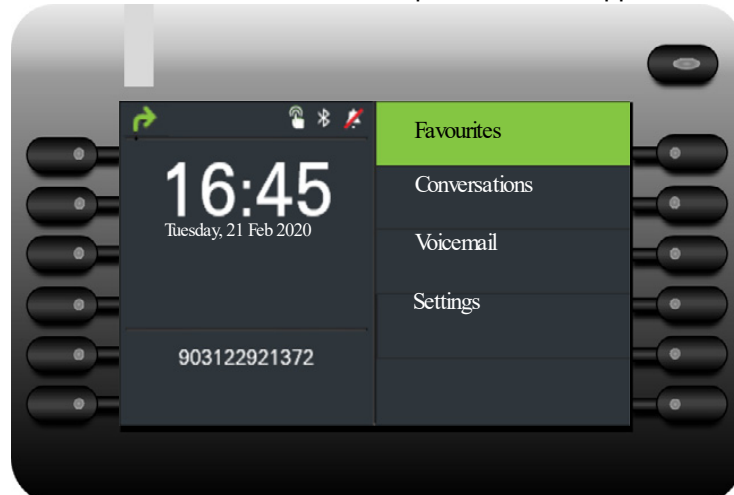 16:45
Tuesday, 21 Feb 2020
903122921372
Favourites
Conversations
Voicemail
Settings